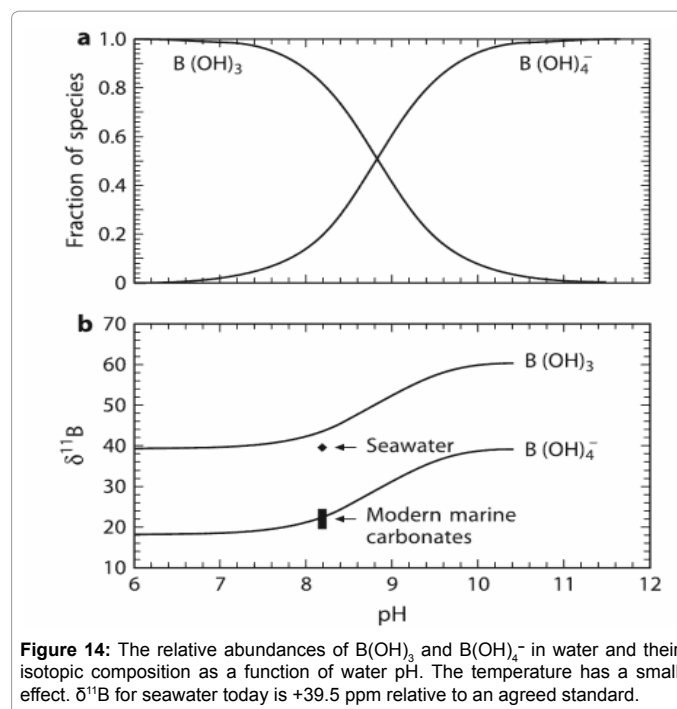 a
1.0
0.8
0.6
0.4
0.2
0
Fraction of species
B (OH)₃
B (OH)₄⁻
b
70
60
50
40
30
20
10
δ¹¹B
B (OH)₃
Seawater
B (OH)₄⁻
Modern marine
carbonates
6 7 8 9 10 11 12
pH
Figure 14: The relative abundances of B(OH)₃ and B(OH)₄⁻ in water and their
isotopic composition as a function of water pH. The temperature has a small
effect. δ¹¹B for seawater today is +39.5 ppm relative to an agreed standard.